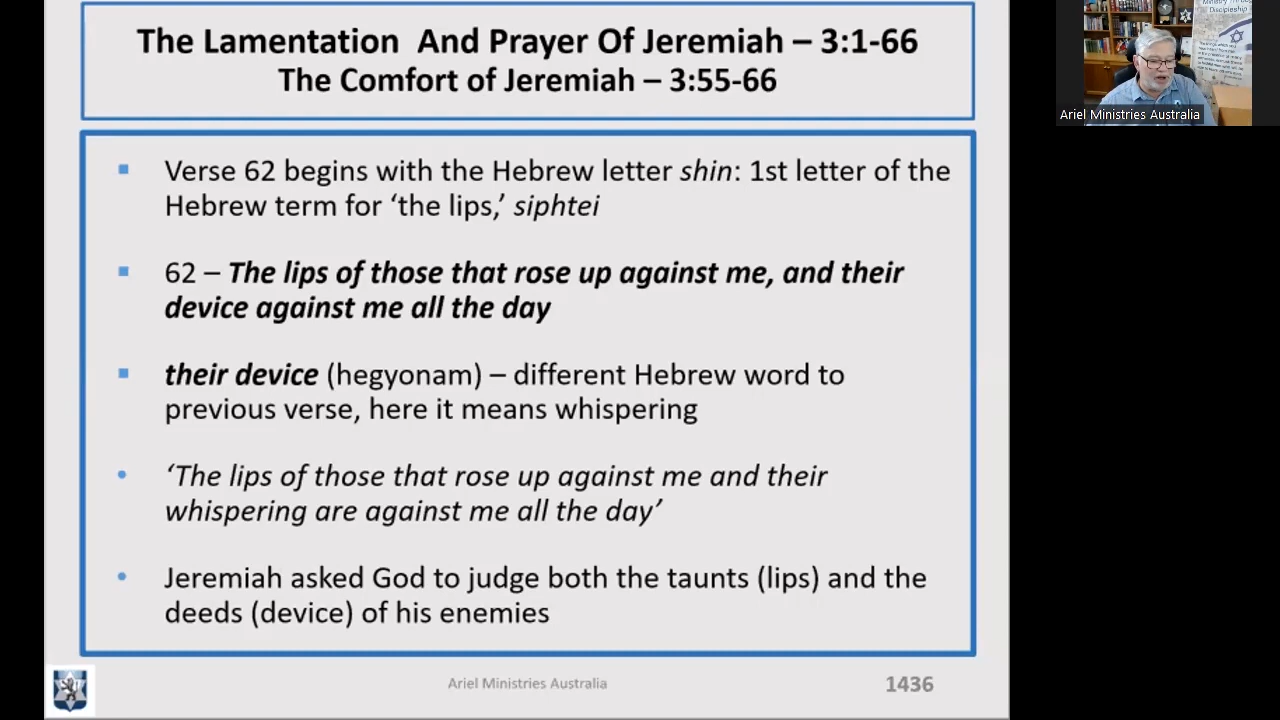 The Lamentation And Prayer Of Jeremiah – 3:1-66
The Comfort of Jeremiah – 3:55-66
Verse 62 begins with the Hebrew letter shin: 1st letter of the
Hebrew term for ‘the lips,’ siphtei
62 – The lips of those that rose up against me, and their
device against me all the day
their device (hegyonam) – different Hebrew word to
previous verse, here it means whispering
‘The lips of those that rose up against me and their
whispering are against me all the day’
Jeremiah asked God to judge both the taunts (lips) and the
deeds (device) of his enemies
Ariel Ministries Australia
1436
Ministry Through
Discipleship
Ariel Ministries Australia